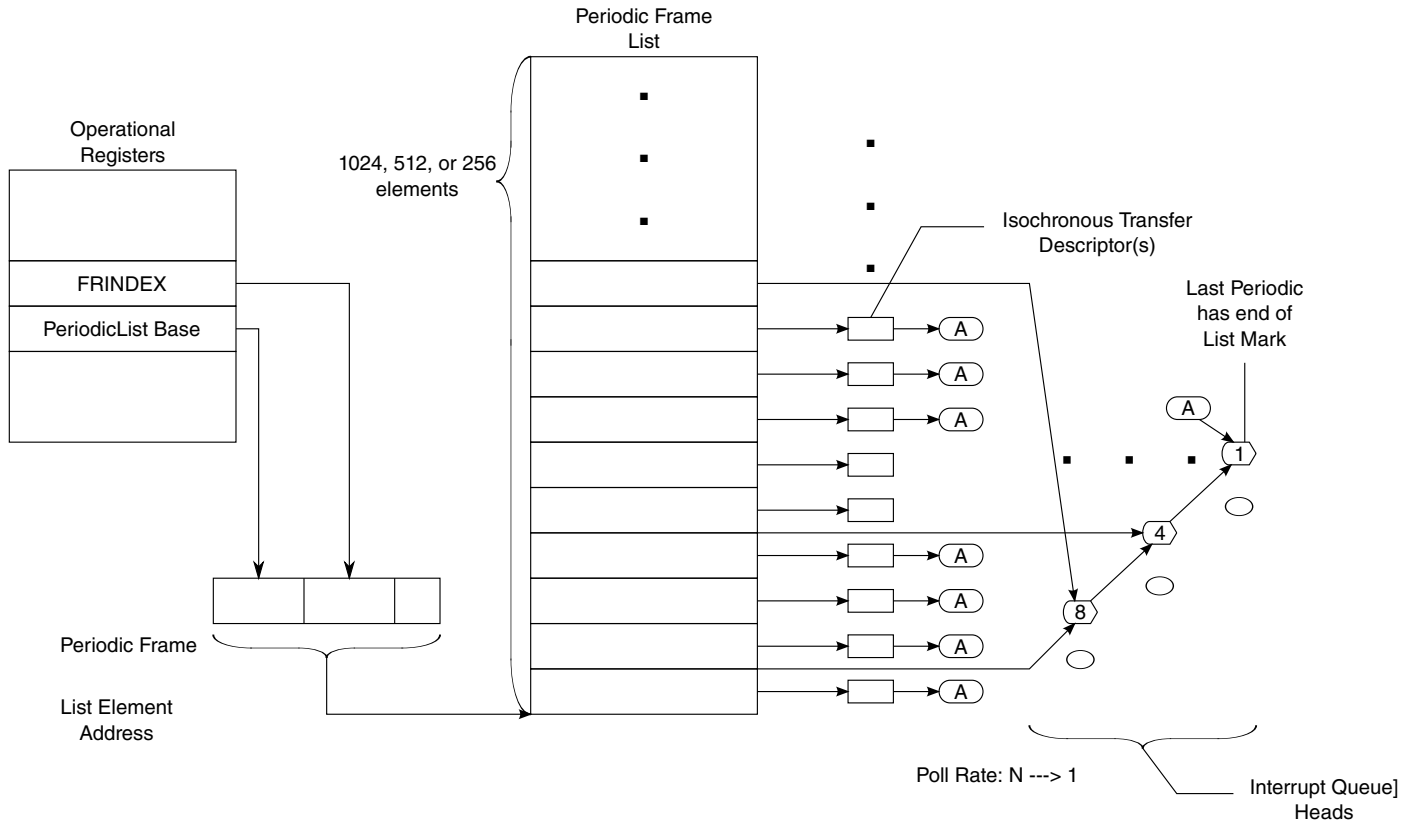 Periodic Frame
List
Operational
Registers
1024, 512, or 256
elements
Isochronous Transfer
Descriptor(s)
FRINDEX
PeriodicList Base
Last Periodic
has end of
List Mark
A
A
A
A
1
4
A
A
8
A
A
Periodic Frame
List Element
Address
Poll Rate: N ---> 1
Interrupt Queue]
Heads